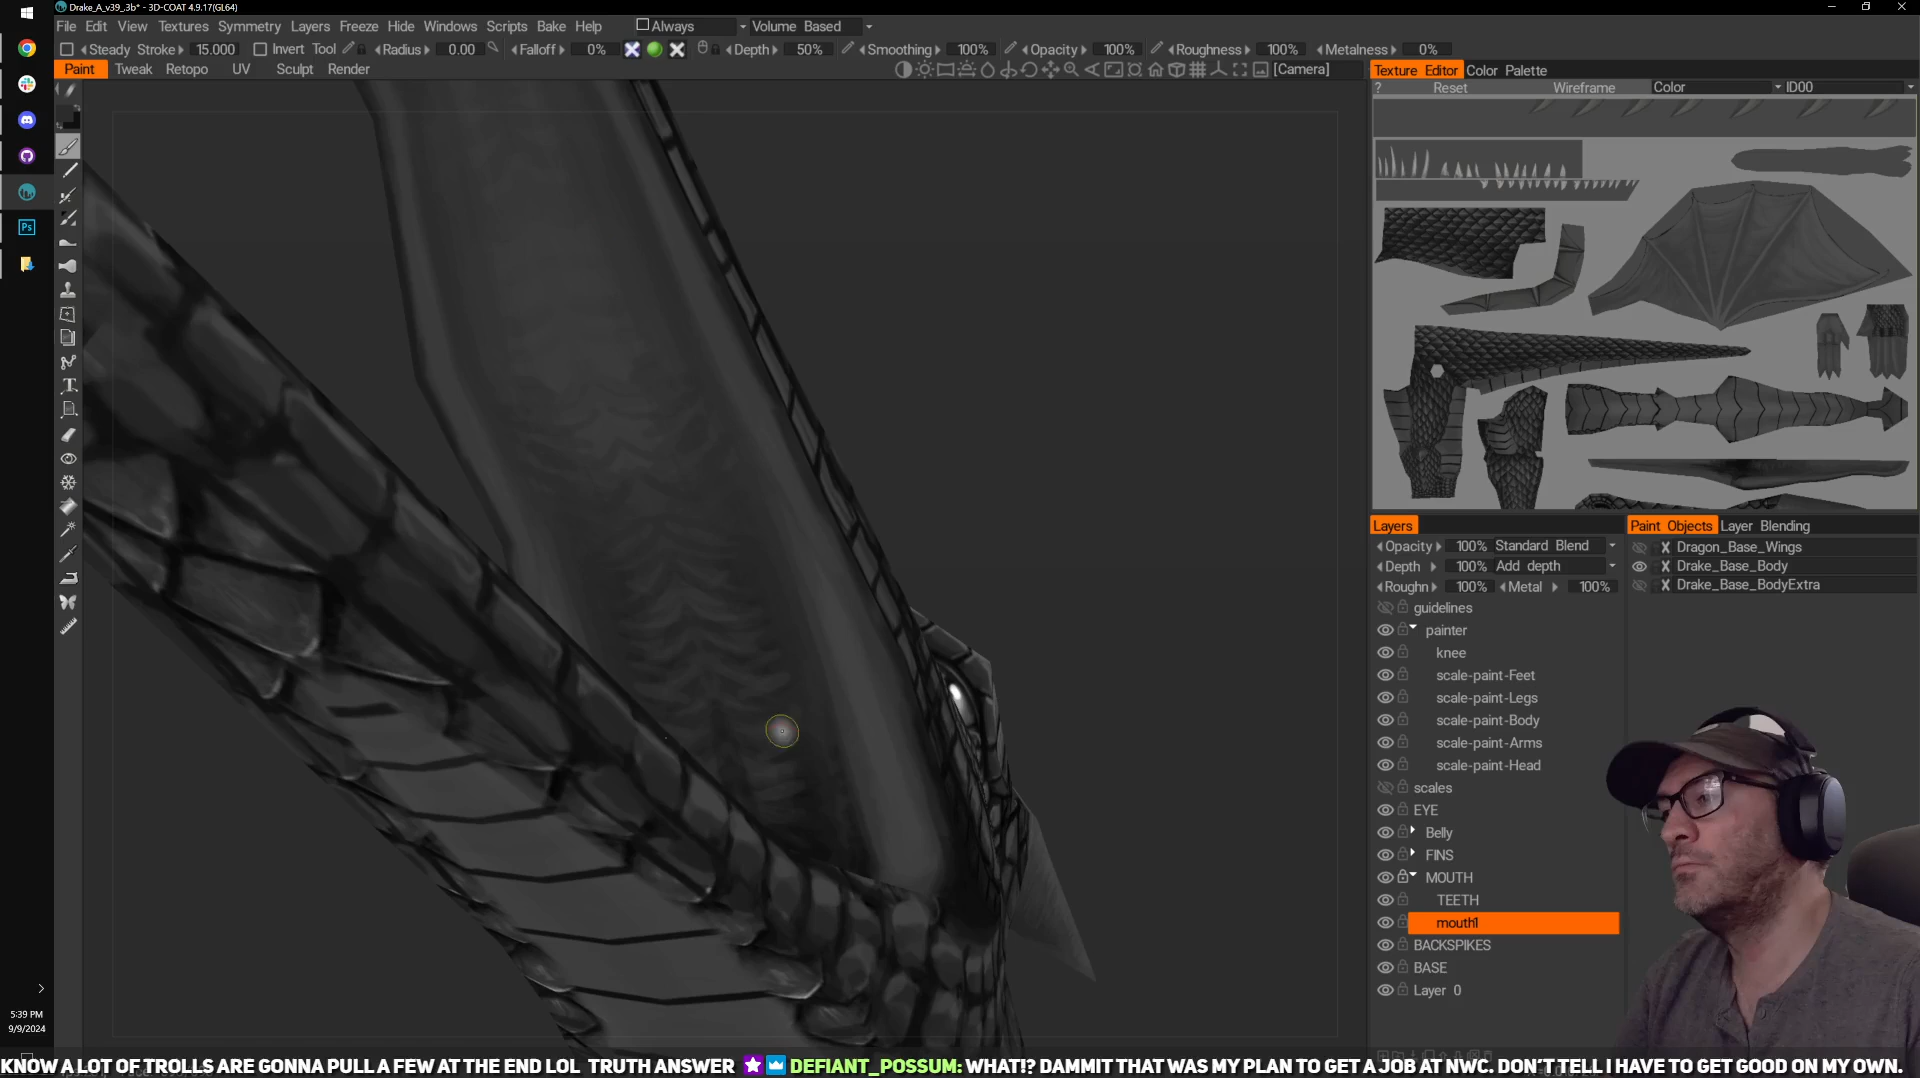 Drake_A_v39_.3b* - 3D-COAT 4.9.17(GL64)
File Edit View Textures Symmetry Layers Freeze Hide Windows Scripts Bake Help Always Volume Based
Steady Stroke 15.000 Invert Tool Radius 0.00 Falloff 0% Depth 50% Smoothing 100% Opacity 100% Roughness 100% Metalness 0%
Paint Tweak Retopo UV Sculpt Render [Camera] Texture Editor Color Palette
? Reset Wireframe Color ID00
Layers Paint Objects Layer Blending
Opacity 100% Standard Blend
Depth 100% Add depth
Roughn 100% Metal 100%
Dragon_Base_Wings
Drake_Base_Body
Drake_Base_BodyExtra
guidelines
painter
knee
scale-paint-Feet
scale-paint-Legs
scale-paint-Body
scale-paint-Arms
scale-paint-Head
scales
EYE
Belly
FINS
MOUTH
TEETH
mouth1
BACKSPIKES
BASE
Layer 0
Ps
5:39 PM
9/9/2024
KNOW A LOT OF TROLLS ARE GONNA PULL A FEW AT THE END LOL TRUTH ANSWER DEFIANT_POSSUM: WHAT!? DAMMIT THAT WAS MY PLAN TO GET A JOB AT NWC. DON'T TELL I HAVE TO GET GOOD ON MY OWN.